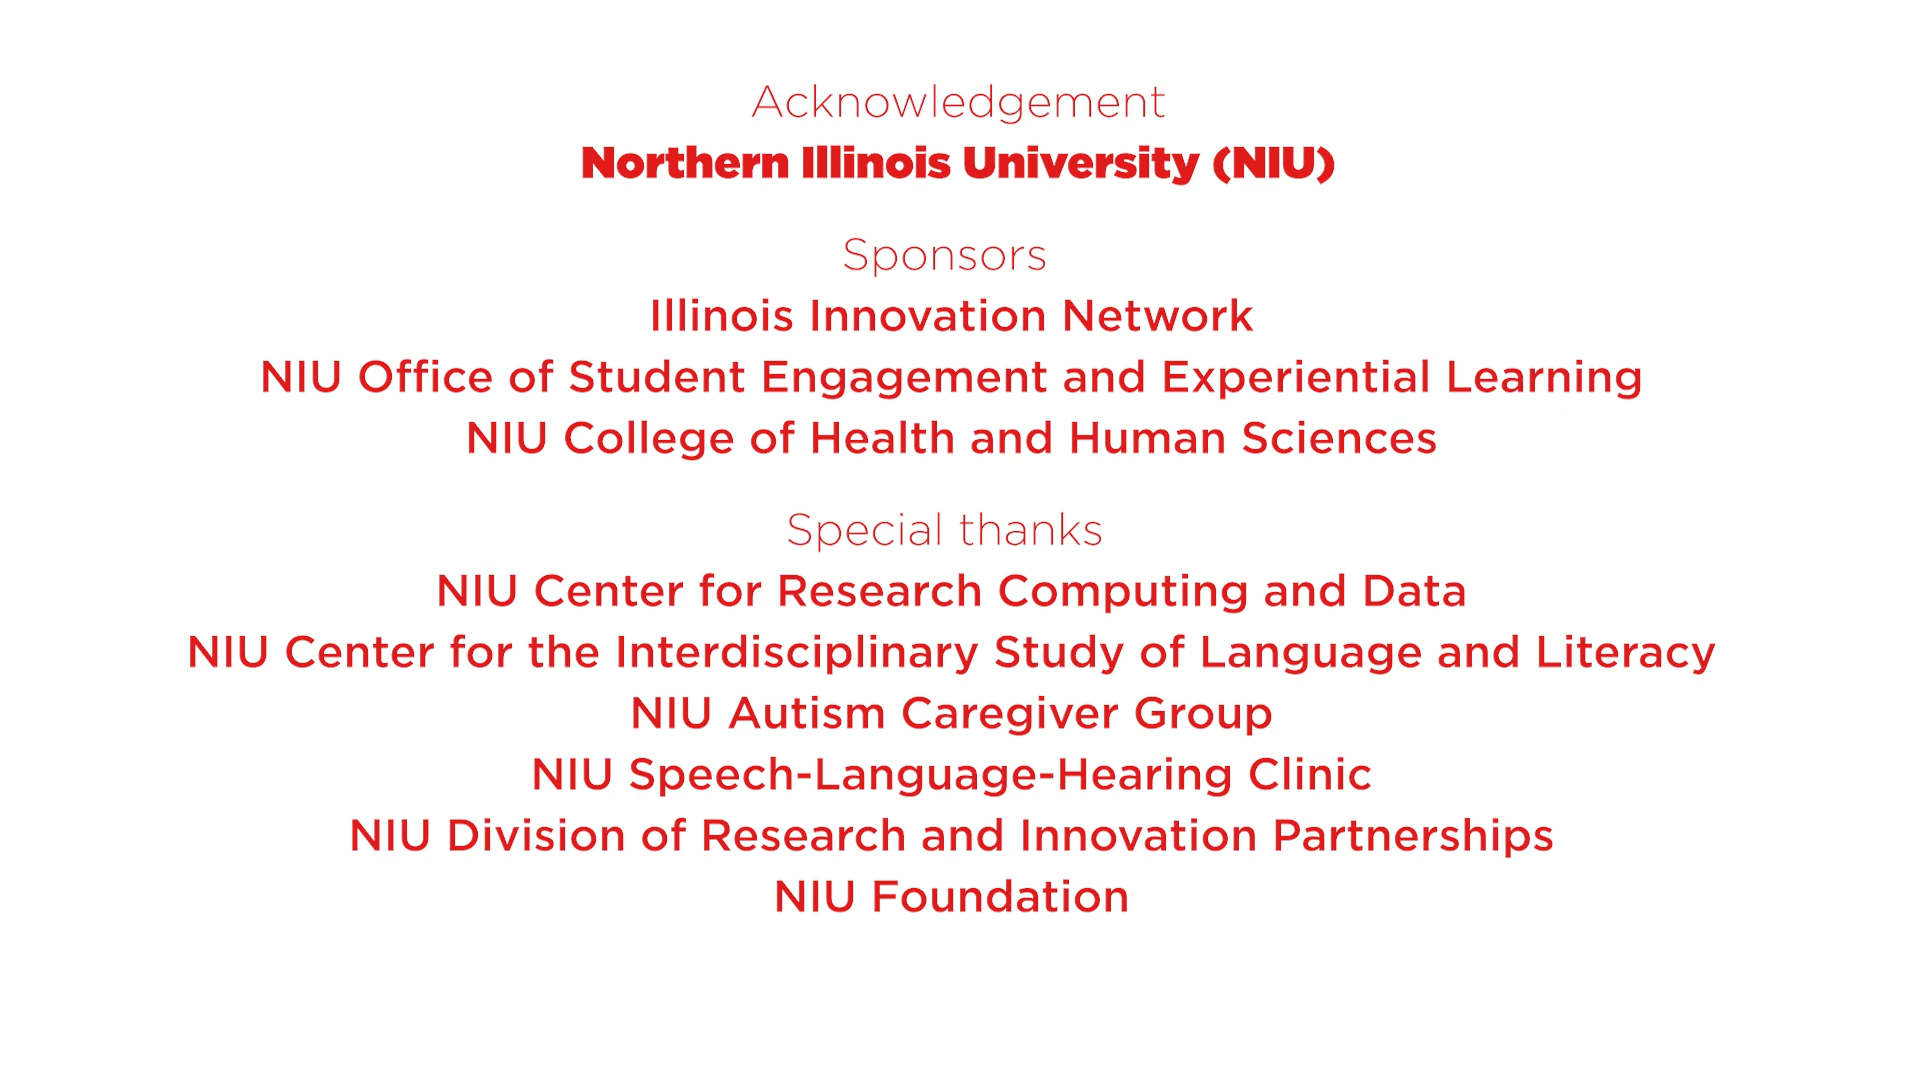 Acknowledgement
Northern Illinois University (NIU)
Sponsors
Illinois Innovation Network
NIU Office of Student Engagement and Experiential Learning
NIU College of Health and Human Sciences
Special thanks
NIU Center for Research Computing and Data
NIU Center for the Interdisciplinary Study of Language and Literacy
NIU Autism Caregiver Group
NIU Speech-Language-Hearing Clinic
NIU Division of Research and Innovation Partnerships
NIU Foundation